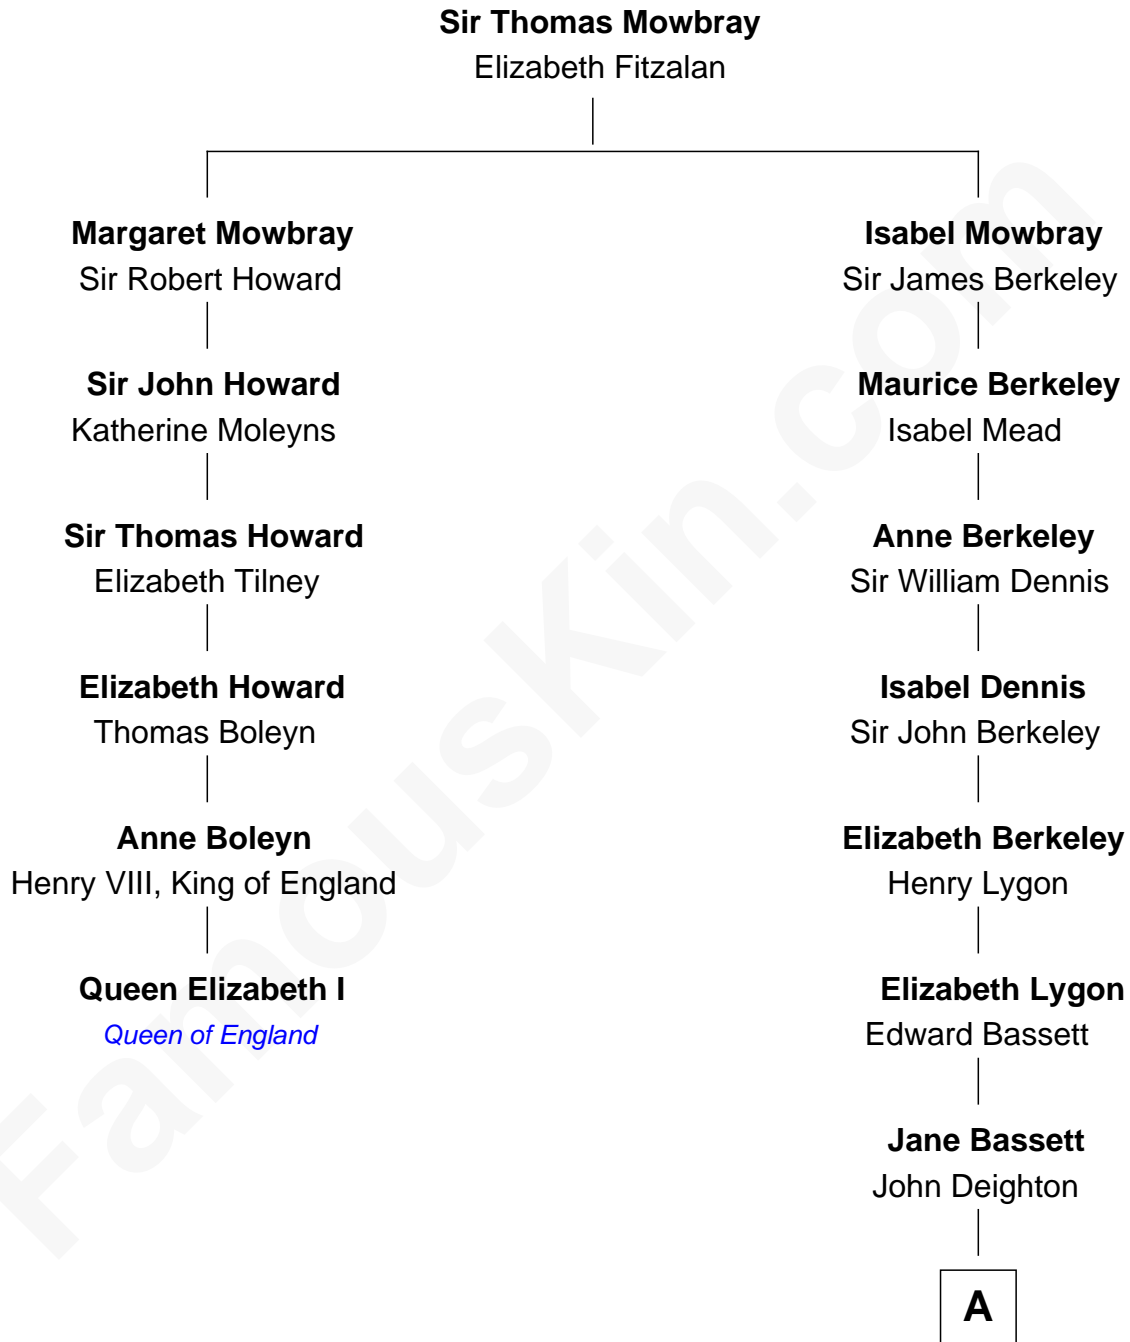 Sir Thomas Mowbray
Elizabeth Fitzalan
Margaret Mowbray
Sir Robert Howard
Isabel Mowbray
Sir James Berkeley
Sir John Howard
Katherine Moleyns
Maurice Berkeley
Isabel Mead
Sir Thomas Howard
Elizabeth Tilney
Anne Berkeley
Sir William Dennis
Elizabeth Howard
Thomas Boleyn
Isabel Dennis
Sir John Berkeley
Anne Boleyn
Henry VIII, King of England
Elizabeth Berkeley
Henry Lygon
Queen Elizabeth I
Queen of England
Elizabeth Lygon
Edward Bassett
Jane Bassett
John Deighton
A
FamousKin.com